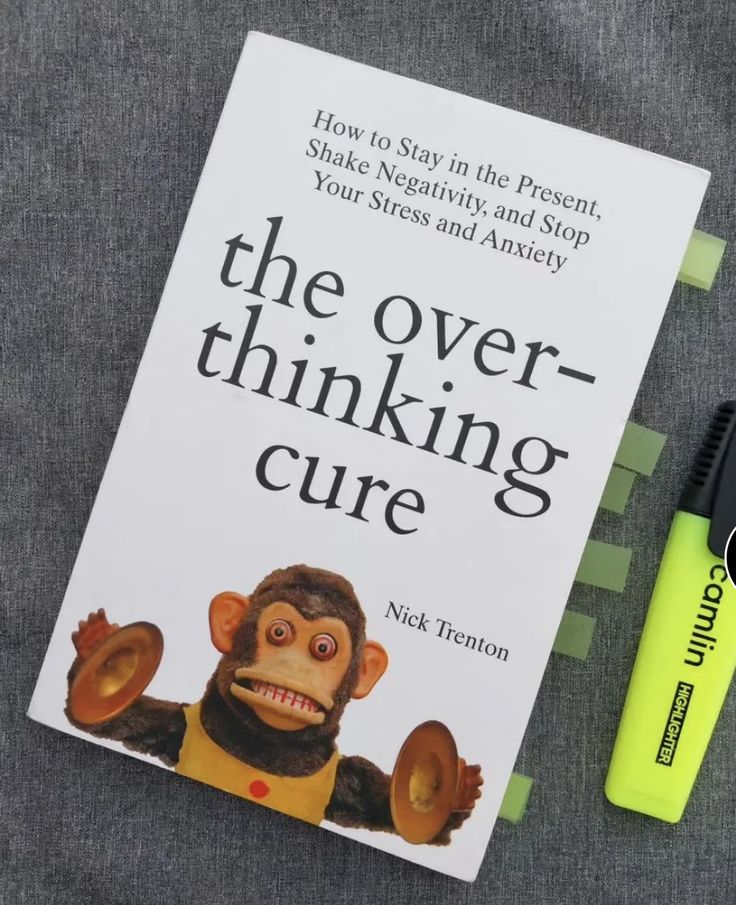 How to Stay in the Present,
Shake Negativity, and Stop
Your Stress and Anxiety
the over-
thinking
cure
Nick Trenton
camlin
HIGHLIGHTER